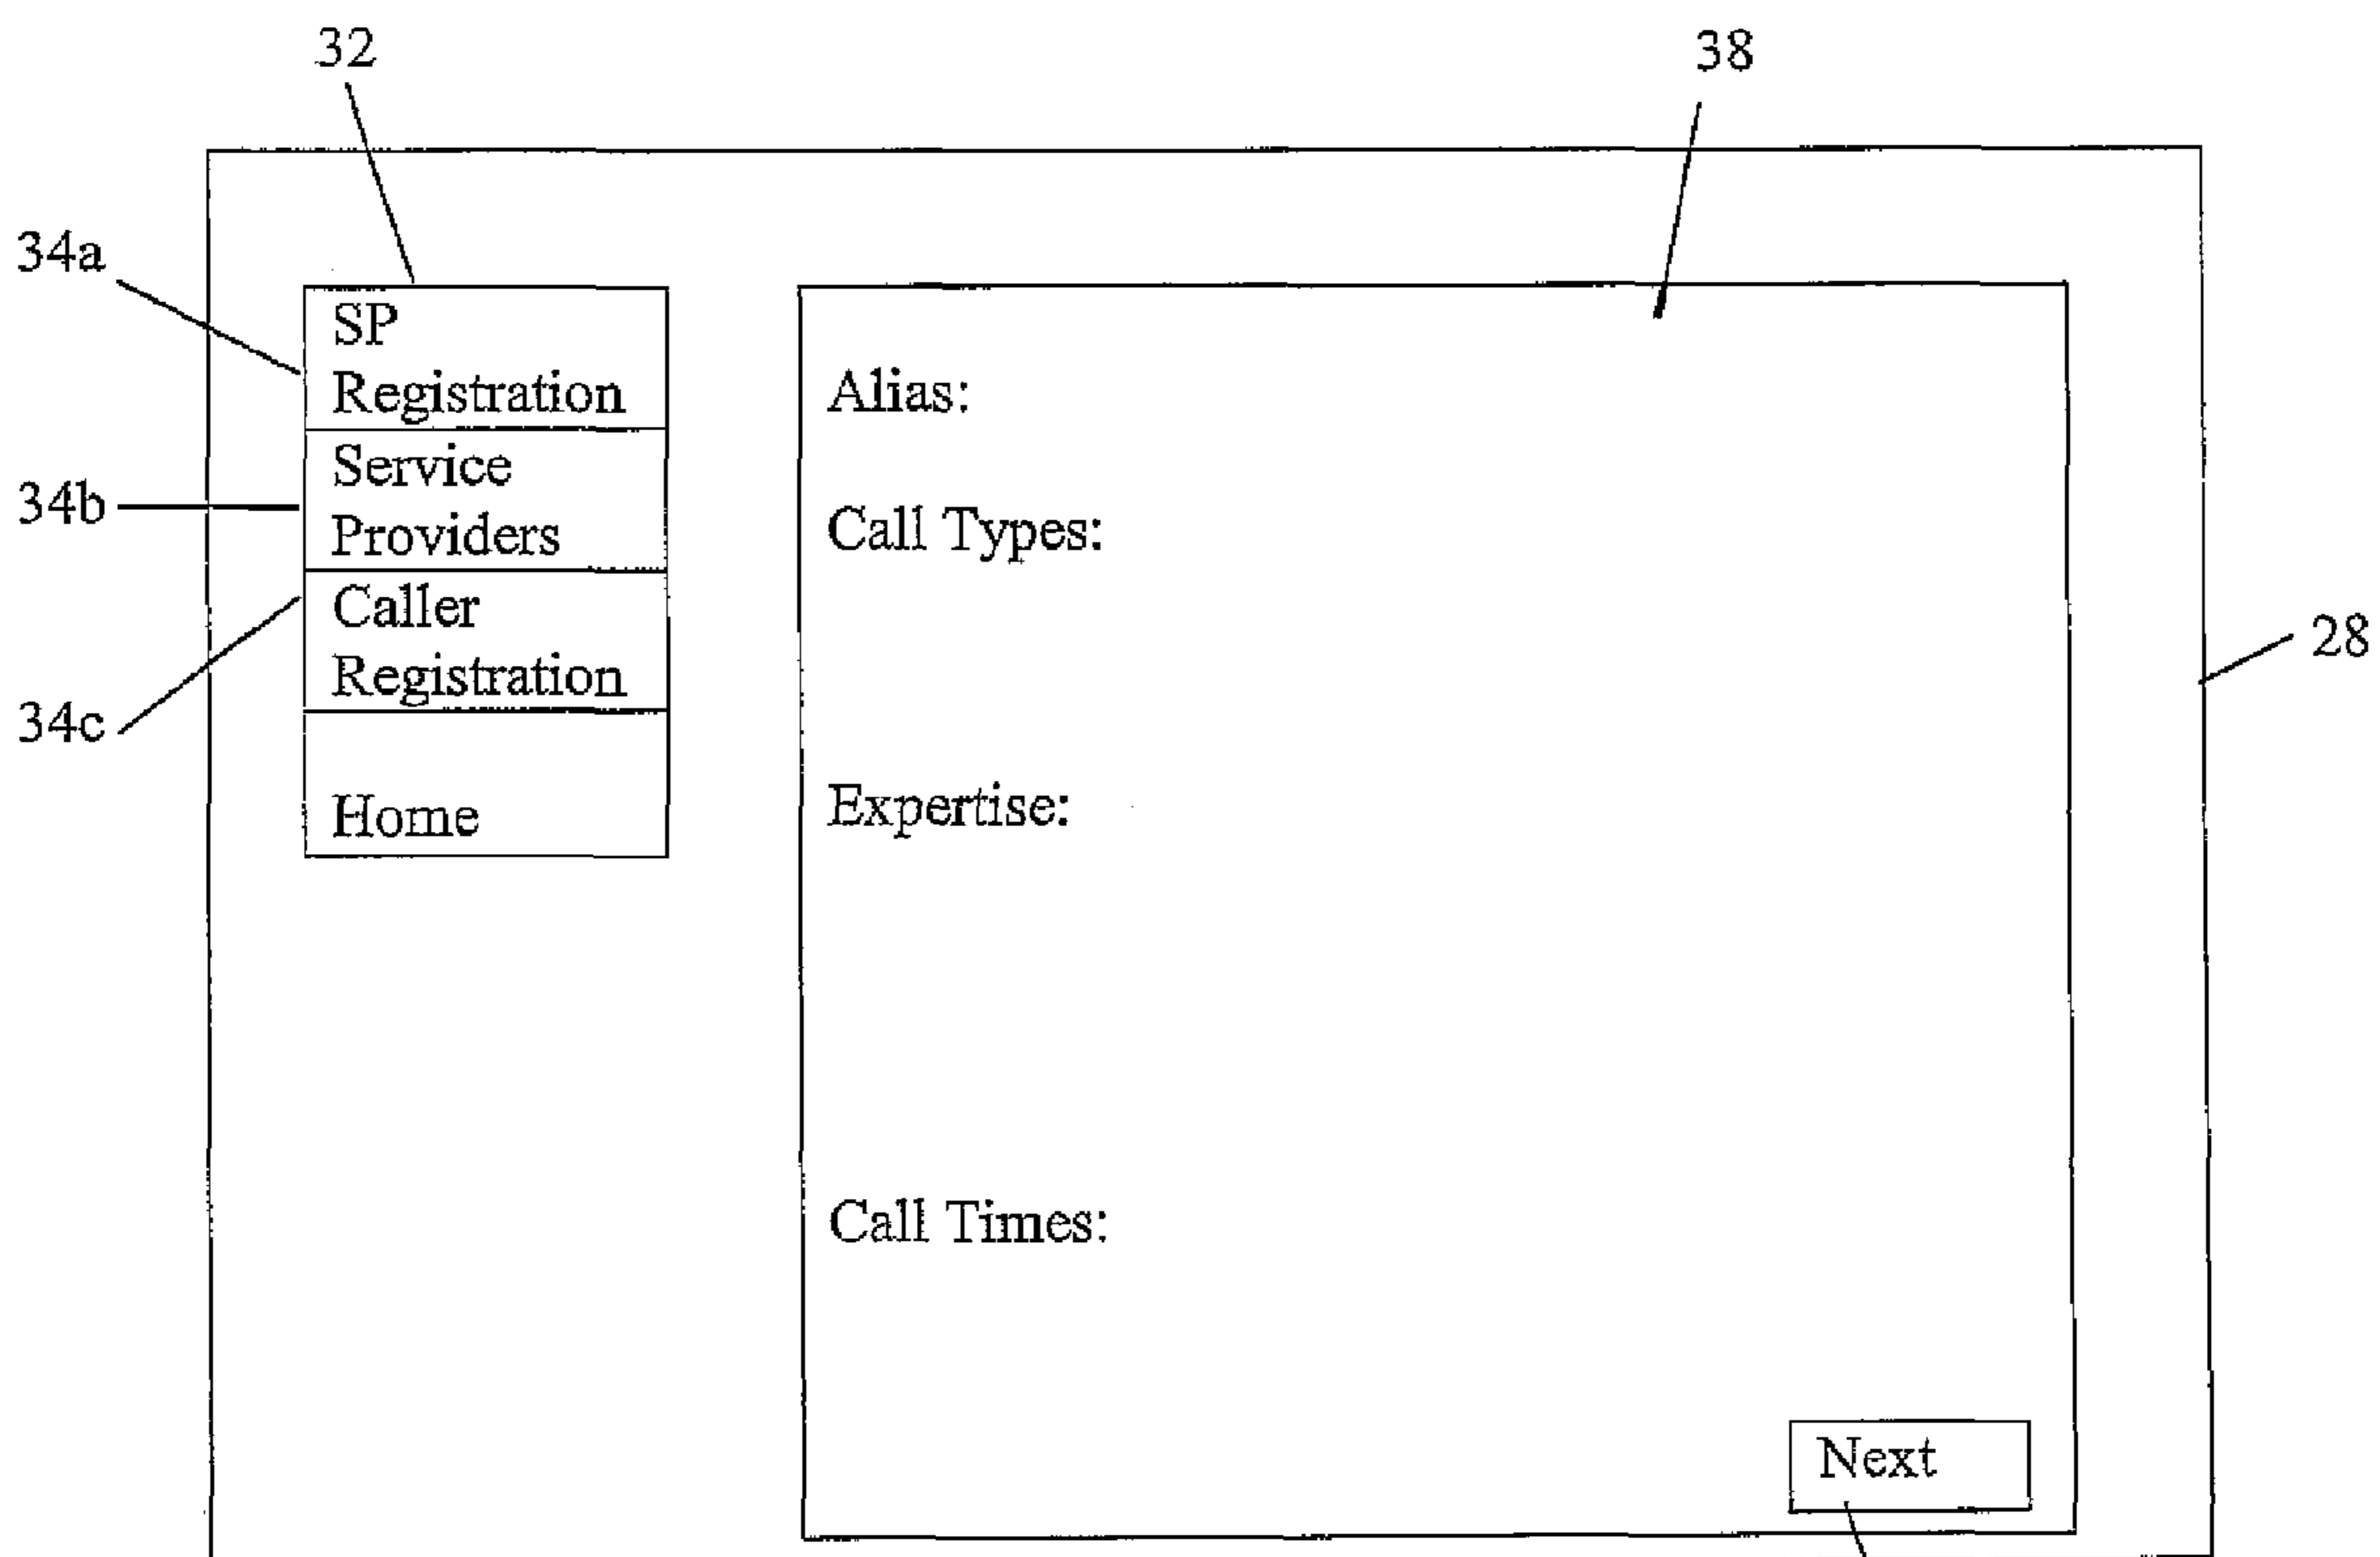 32
38
34a
SP
Registration
Alias:
Service
34b
Providers
Call Types:
Caller
28
Registration
34c
Home
Expertise:
Call Times:
Next